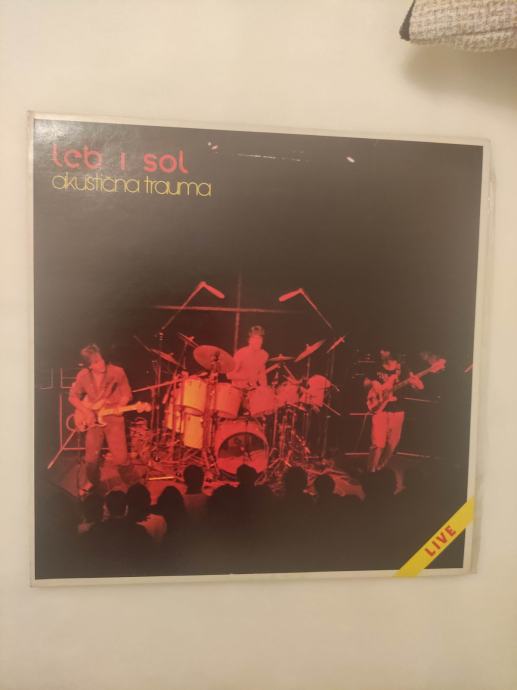 leb i sol
akustična trauma
LIVE